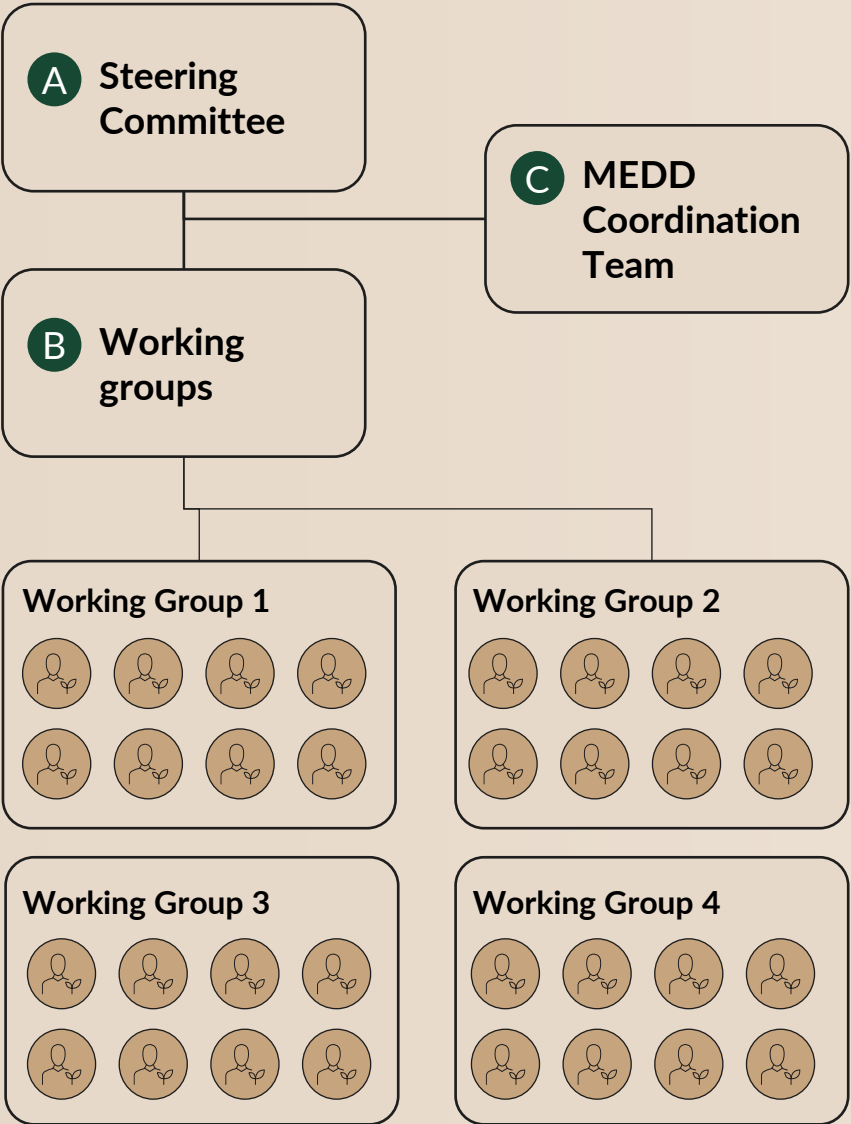 A
Steering
Committee
C
MEDD
Coordination
Team
B
Working
groups
Working Group 1
Working Group 2
Working Group 3
Working Group 4